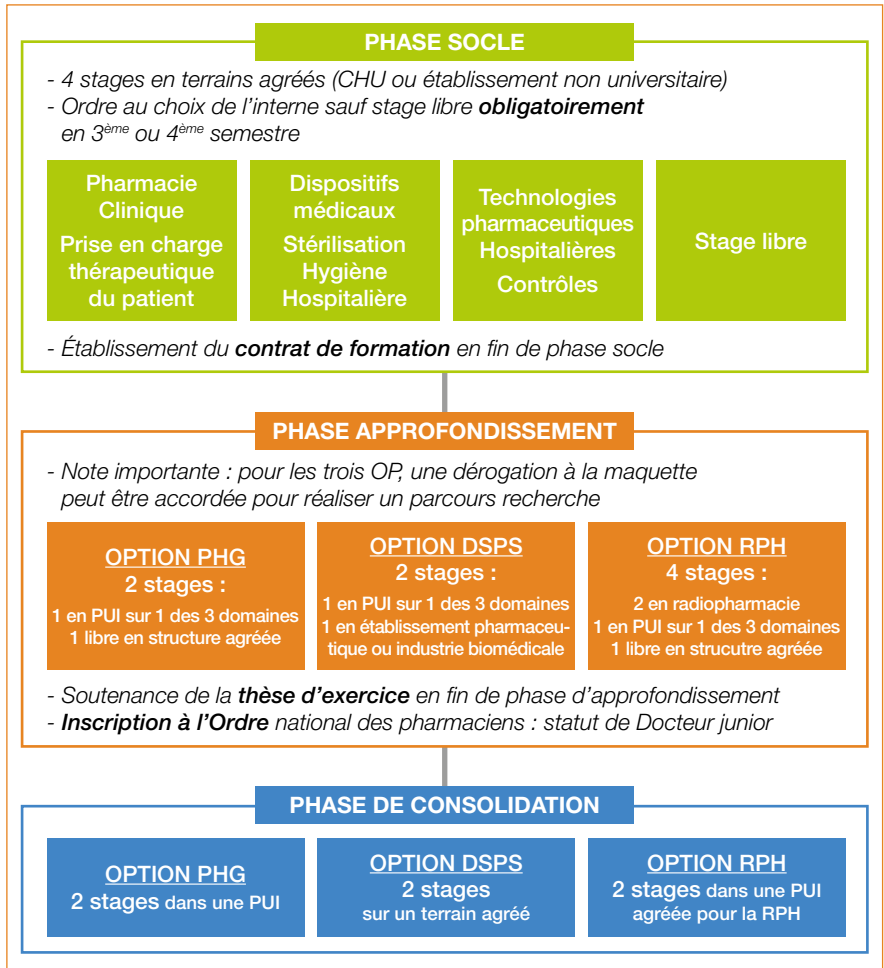 PHASE SOCLE
- 4 stages en terrains agréés (CHU ou établissement non universitaire)
- Ordre au choix de l'interne sauf stage libre obligatoirement
en 3ème ou 4ème semestre
Pharmacie
Clinique
Prise en charge
thérapeutique
du patient
Dispositifs
médicaux
Stérilisation
Hygiène
Hospitalière
Technologies
pharmaceutiques
Hospitalières
Contrôles
Stage libre
- Établissement du contrat de formation en fin de phase socle
PHASE APPROFONDISSEMENT
- Note importante : pour les trois OP, une dérogation à la maquette
peut être accordée pour réaliser un parcours recherche
OPTION PHG
2 stages :
1 en PUI sur 1 des 3 domaines
1 libre en structure agréée
OPTION DSPS
2 stages :
1 en PUI sur 1 des 3 domaines
1 en établissement pharmaceu-
tique ou industrie biomédicale
OPTION RPH
4 stages :
2 en radiopharmacie
1 en PUI sur 1 des 3 domaines
1 libre en strucutre agréée
- Soutenance de la thèse d'exercice en fin de phase d'approfondissement
- Inscription à l'Ordre national des pharmaciens : statut de Docteur junior
PHASE DE CONSOLIDATION
OPTION PHG
2 stages dans une PUI
OPTION DSPS
2 stages
sur un terrain agréé
OPTION RPH
2 stages dans une PUI
agréée pour la RPH